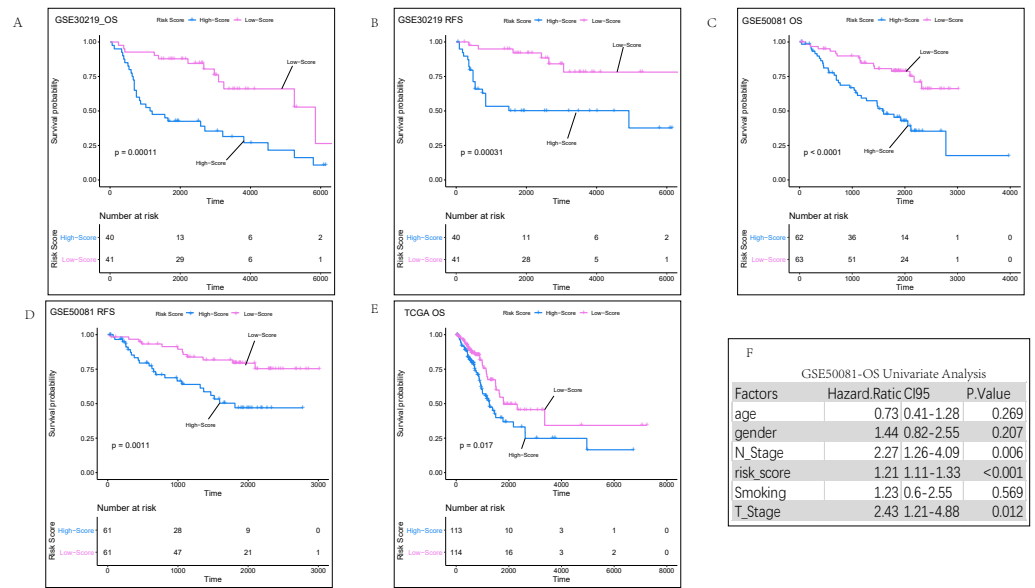 A
GSE30219_OS
Risk Score High-Score Low-Score
1.00
0.75
0.50
0.25
0.00
Survival probability
Low-Score
High-Score
p = 0.00011
0 2000 4000 6000
Time
Number at risk
Risk Score
High-Score 40 13 6 2
Low-Score 41 29 6 1
0 2000 4000 6000
Time
B
GSE30219 RFS
Risk Score High-Score Low-Score
1.00
0.75
0.50
0.25
0.00
Survival probability
Low-Score
High-Score
p = 0.00031
0 2000 4000 6000
Time
Number at risk
Risk Score
High-Score 40 11 6 2
Low-Score 41 28 5 1
0 2000 4000 6000
Time
C
GSE50081 OS
Risk Score High-Score Low-Score
1.00
0.75
0.50
0.25
0.00
Survival probability
Low-Score
High-Score
p < 0.0001
0 1000 2000 3000 4000
Time
Number at risk
Risk Score
High-Score 62 36 14 1 0
Low-Score 63 51 24 1 0
0 1000 2000 3000 4000
Time
D
GSE50081 RFS
Risk Score High-Score Low-Score
1.00
0.75
0.50
0.25
0.00
Survival probability
Low-Score
High-Score
p = 0.0011
0 1000 2000 3000
Time
Number at risk
Risk Score
High-Score 61 28 9 0
Low-Score 61 47 21 1
0 1000 2000 3000
Time
E
TCGA OS
Risk Score High-Score Low-Score
1.00
0.75
0.50
0.25
0.00
Survival probability
Low-Score
High-Score
p = 0.017
0 2000 4000 6000 8000
Time
Number at risk
Risk Score
High-Score 113 10 3 1 0
Low-Score 114 16 3 2 0
0 2000 4000 6000 8000
Time
F
GSE50081-OS Univariate Analysis
Factors Hazard.Ratic CI95 P.Value
age 0.73 0.41-1.28 0.269
gender 1.44 0.82-2.55 0.207
N_Stage 2.27 1.26-4.09 0.006
risk_score 1.21 1.11-1.33 <0.001
Smoking 1.23 0.6-2.55 0.569
T_Stage 2.43 1.21-4.88 0.012